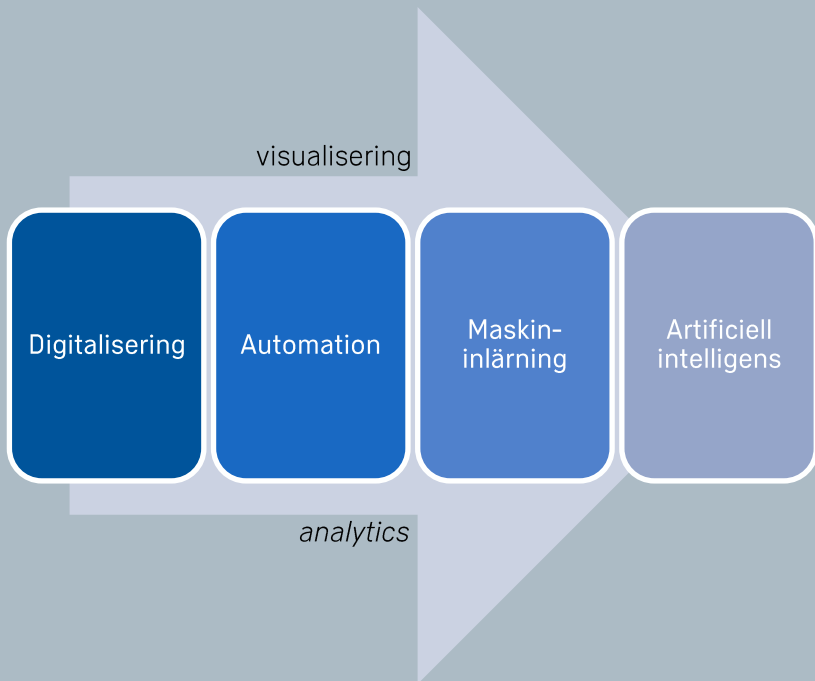 visualisering
Digitalisering
Automation
Maskin-
inlärning
Artificiell
intelligens
analytics